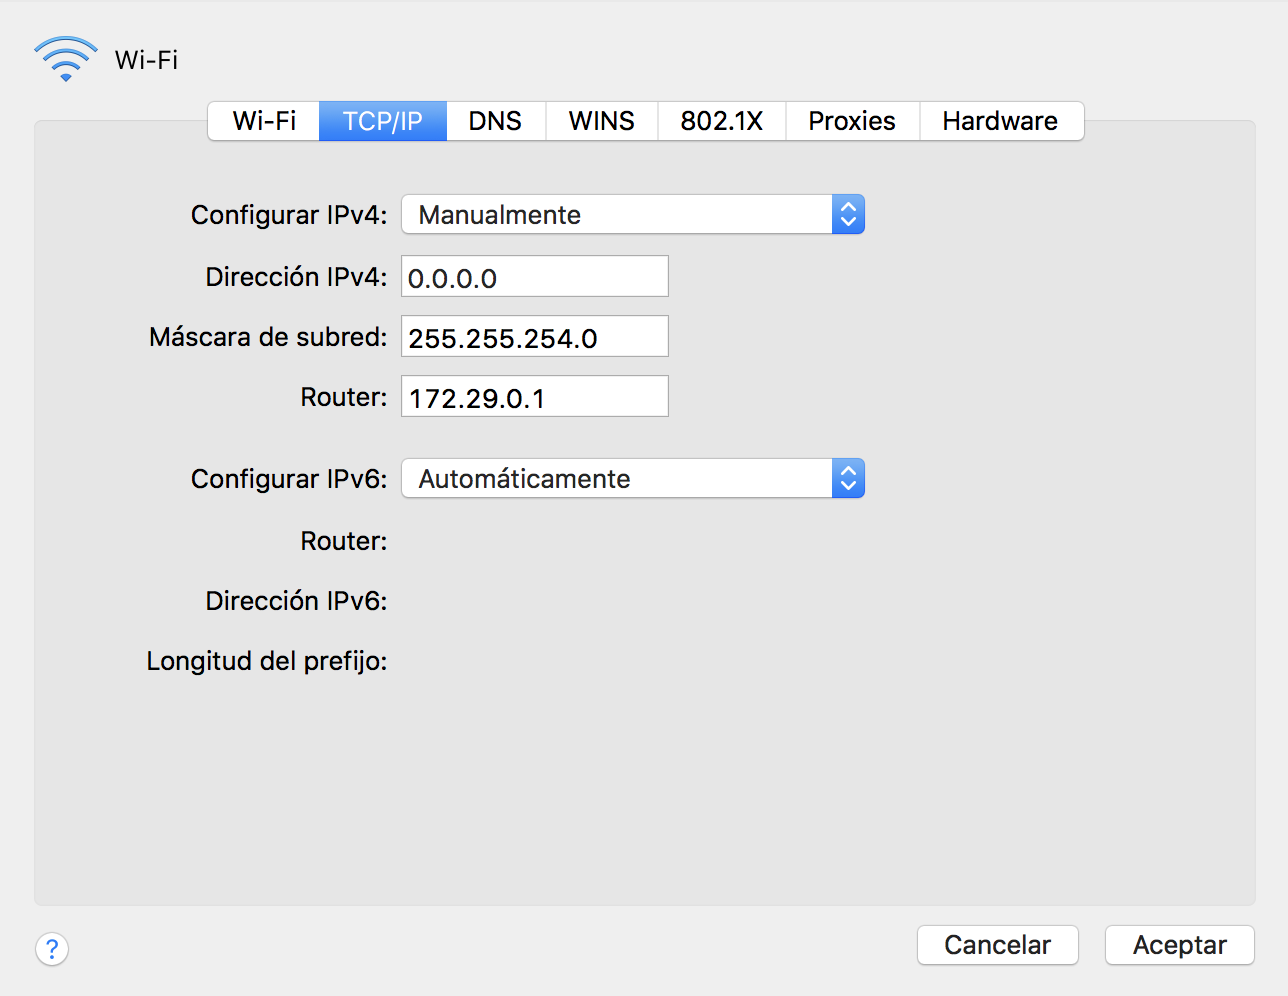 Wi-Fi
Wi-Fi TCP/IP DNS WINS 802.1X Proxies Hardware
Configurar IPv4: Manualmente
Dirección IPv4: 0.0.0.0
Máscara de subred: 255.255.254.0
Router: 172.29.0.1
Configurar IPv6: Automáticamente
Router:
Dirección IPv6:
Longitud del prefijo:
? Cancelar Aceptar